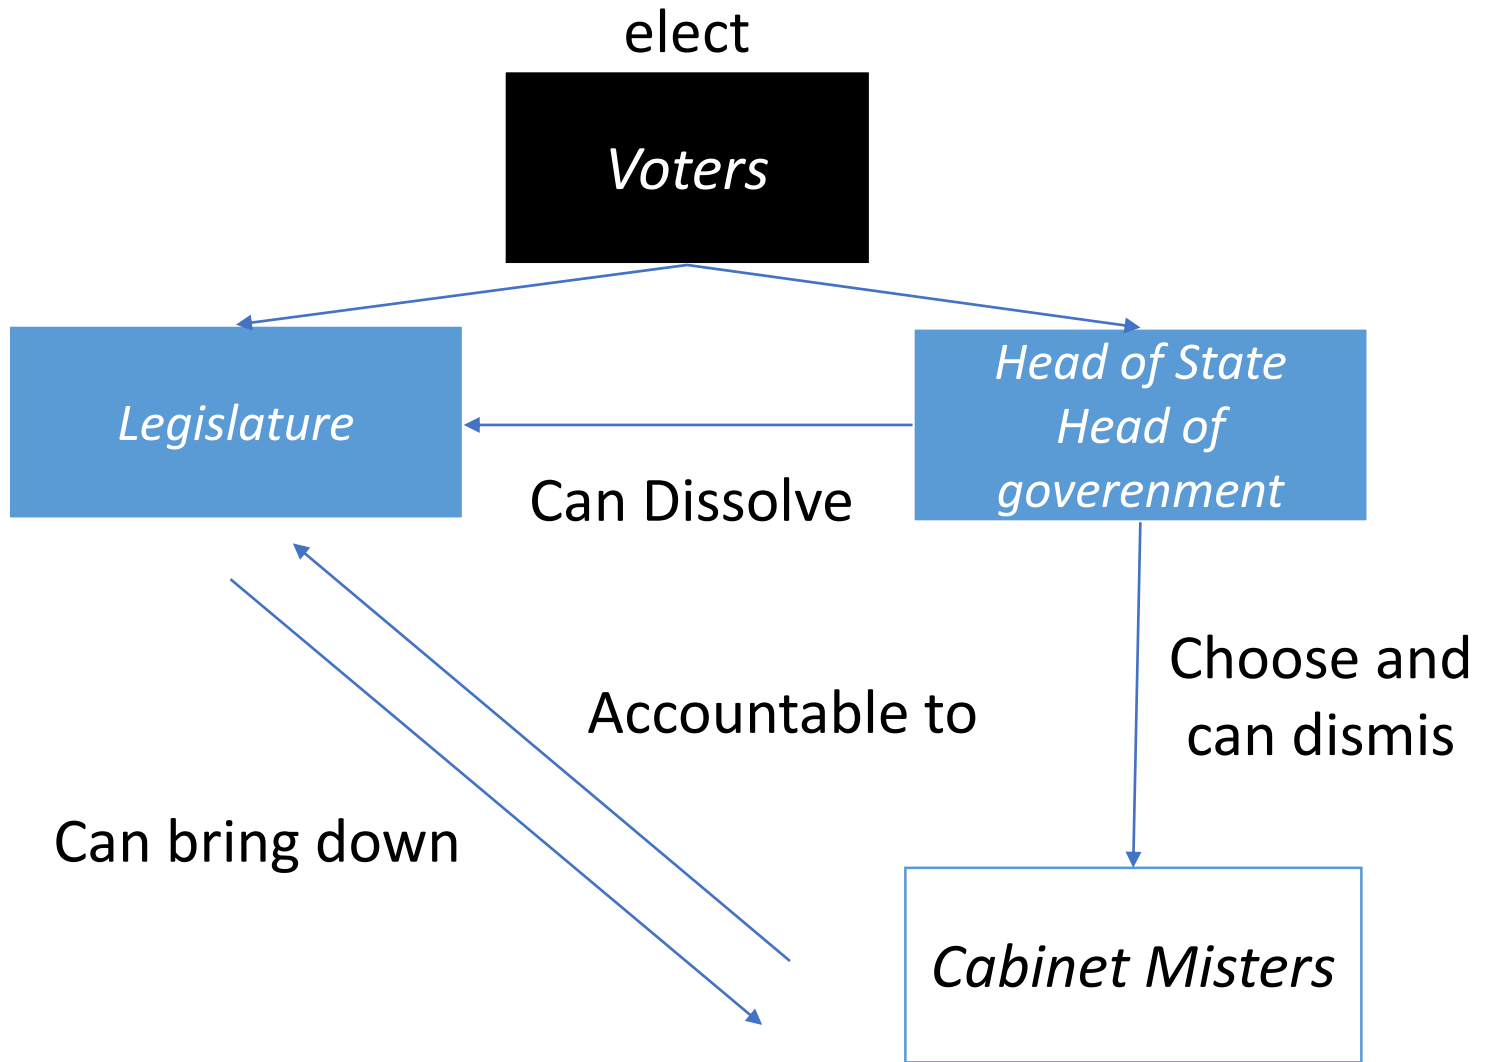 elect
Voters
Legislature
Head of State
Head of
goverenment
Can Dissolve
Choose and
can dismis
Accountable to
Can bring down
Cabinet Misters